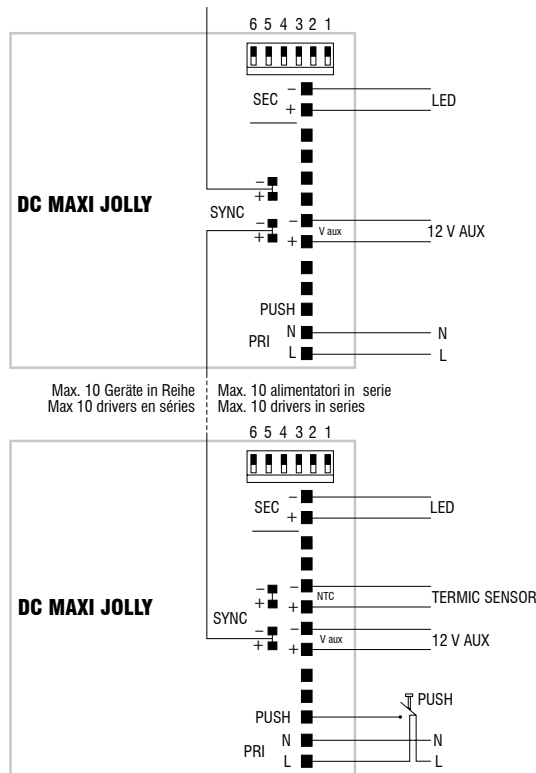 6 5 4 3 2 1
−
SEC
+
LED
−
+
DC MAXI JOLLY
SYNC
−
+
−
V aux
+
12 V AUX
PUSH
N
N
PRI
L
L
Max. 10 Geräte in Reihe
Max 10 drivers en séries
Max. 10 alimentatori in serie
Max. 10 drivers in series
6 5 4 3 2 1
−
SEC
+
LED
−
+
−
NTC
+
TERMIC SENSOR
DC MAXI JOLLY
SYNC
−
+
−
V aux
+
12 V AUX
PUSH
PUSH
N
N
PRI
L
L